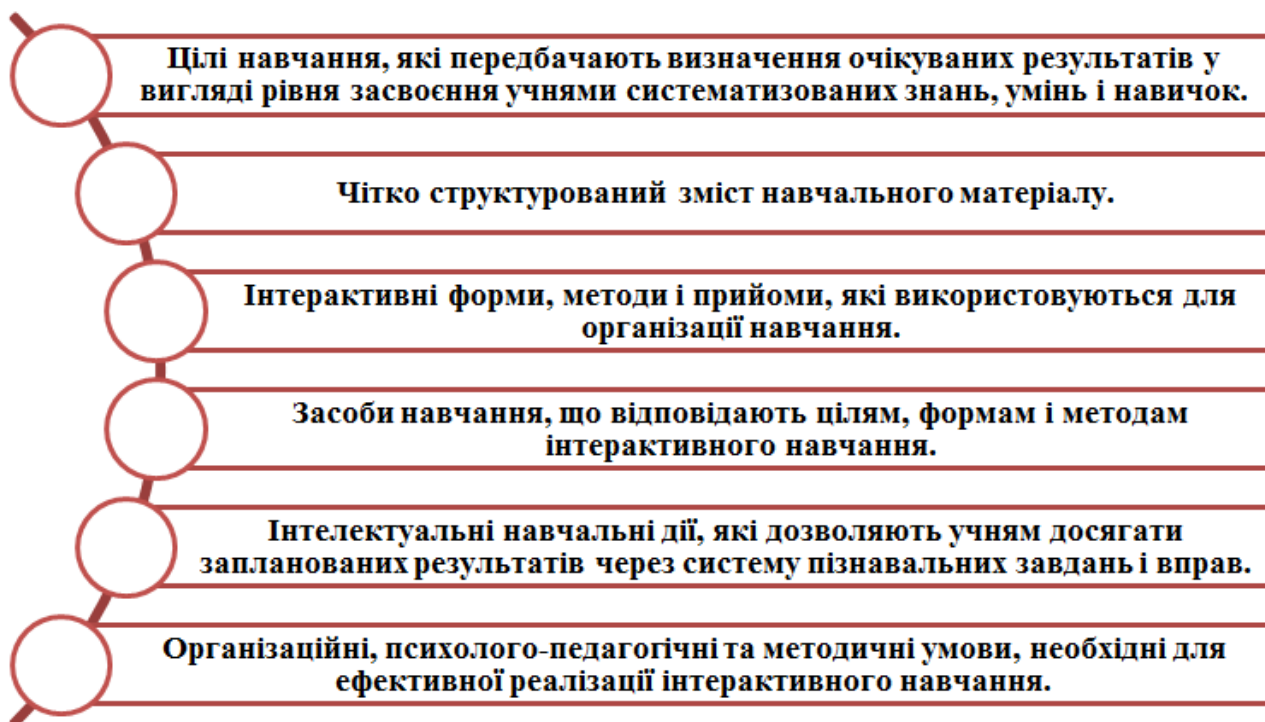 Цілі навчання, які передбачають визначення очікуваних результатів у
вигляді рівня засвоєння учнями систематизованих знань, умінь і навичок.
Чітко структурований зміст навчального матеріалу.
Інтерактивні форми, методи і прийоми, які використовуються для
організації навчання.
Засоби навчання, що відповідають цілям, формам і методам
інтерактивного навчання.
Інтелектуальні навчальні дії, які дозволяють учням досягати
запланованих результатів через систему пізнавальних завдань і вправ.
Організаційні, психолого-педагогічні та методичні умови, необхідні для
ефективної реалізації інтерактивного навчання.